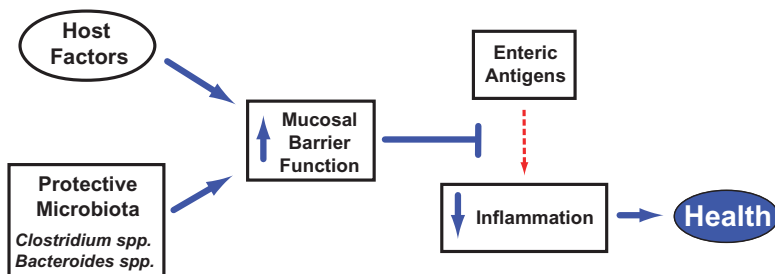 Host
Factors
Enteric
Antigens
Mucosal
Barrier
Function
Protective
Microbiota
Clostridium spp.
Bacteroides spp.
Inflammation
Health